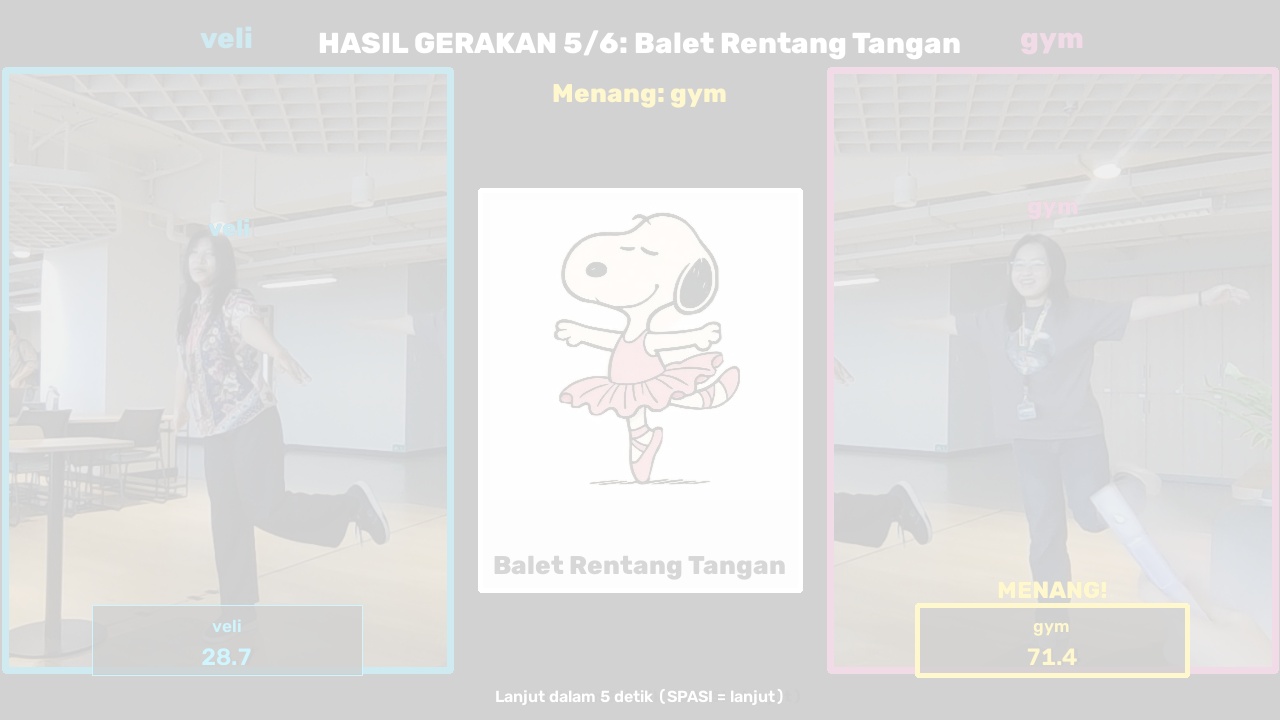 veli
HASIL GERAKAN 5/6: Balet Rentang Tangan
gym
Menang: gym
veli
gym
Balet Rentang Tangan
MENANG!
veli
28.7
gym
71.4
Lanjut dalam 5 detik (SPASI = lanjut)